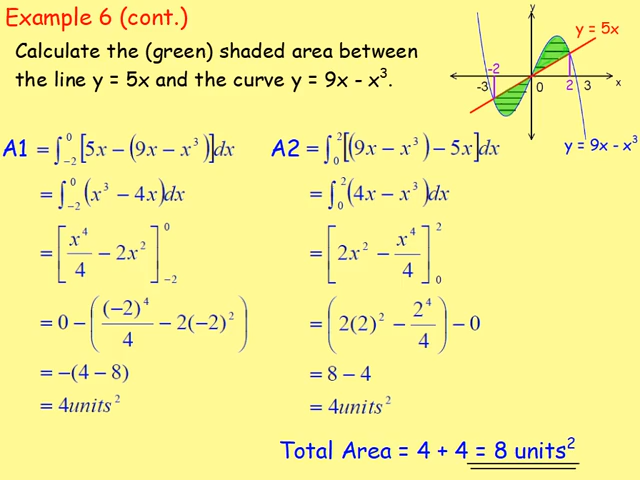 Example 6 (cont.)
Calculate the (green) shaded area between
the line y = 5x and the curve y = 9x - x³.
y
y = 5x
-2
-3
0
2
3
x
y = 9x - x³
A1 = ∫₋₂⁰ [5x − (9x − x³)]dx
= ∫₋₂⁰ (x³ − 4x)dx
= [x⁴/4 − 2x²]₋₂⁰
= 0 − ((−2)⁴/4 − 2(−2)²)
= −(4 − 8)
= 4units²
A2 = ∫₀² [(9x − x³) − 5x]dx
= ∫₀² (4x − x³)dx
= [2x² − x⁴/4]₀²
= (2(2)² − 2⁴/4) − 0
= 8 − 4
= 4units²
Total Area = 4 + 4 = 8 units²